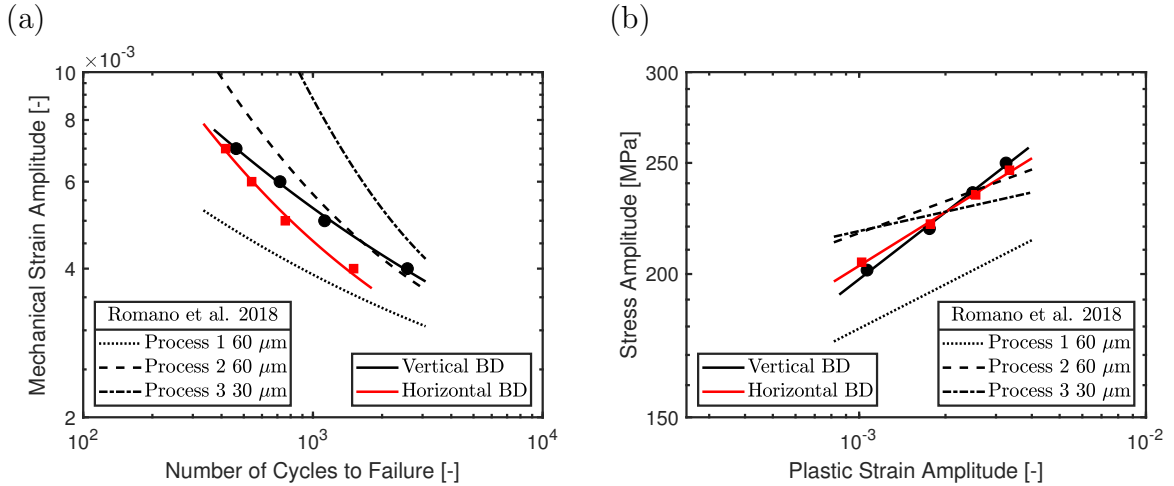 (a)
×10⁻³
10
8
6
4
2
Mechanical Strain Amplitude [-]
Romano et al. 2018
Process 1 60 μm
Process 2 60 μm
Process 3 30 μm
Vertical BD
Horizontal BD
10²
10³
10⁴
Number of Cycles to Failure [-]
(b)
300
250
200
150
Stress Amplitude [MPa]
Vertical BD
Horizontal BD
Romano et al. 2018
Process 1 60 μm
Process 2 60 μm
Process 3 30 μm
10⁻³
10⁻²
Plastic Strain Amplitude [-]